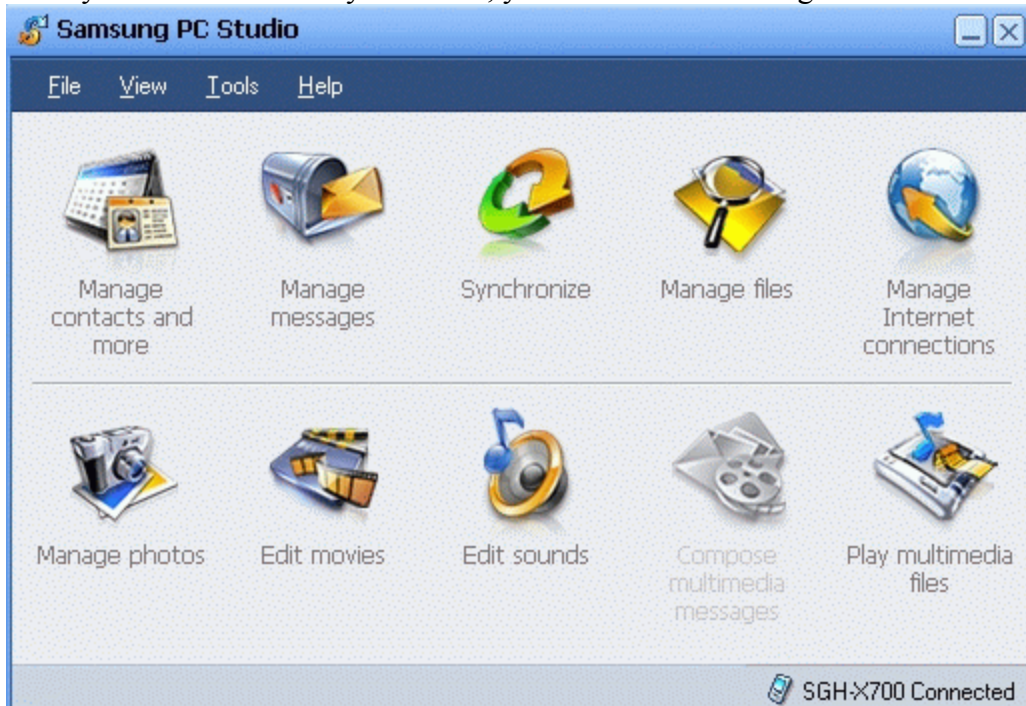 Samsung PC Studio
File View Tools Help
Manage contacts and more
Manage messages
Synchronize
Manage files
Manage Internet connections
Manage photos
Edit movies
Edit sounds
Compose multimedia messages
Play multimedia files
SGH-X700 Connected